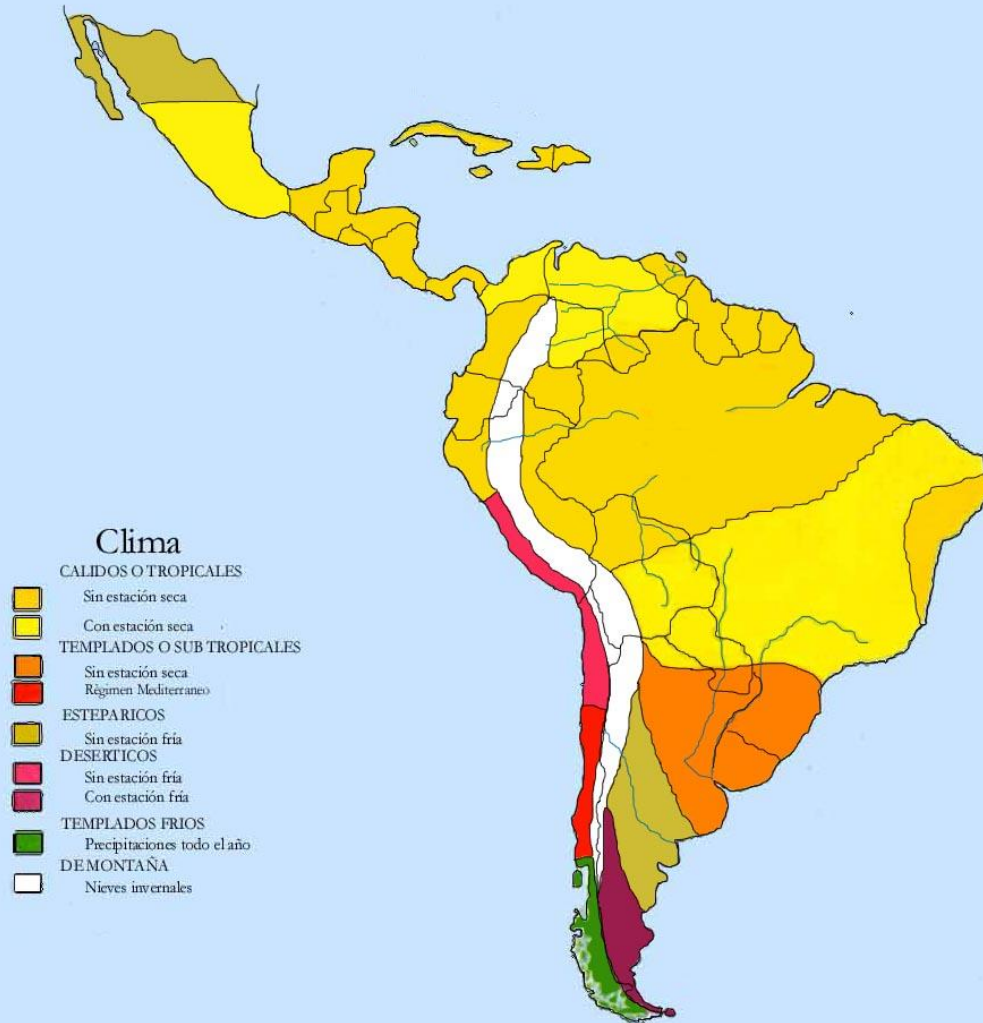 Clima
CALIDOS O TROPICALES
Sin estación seca
Con estación seca
TEMPLADOS O SUB TROPICALES
Sin estación seca
Règimen Mediterraneo
ESTEPARICOS
Sin estación fría
DESERTICOS
Sin estación fría
Con estación fría
TEMPLADOS FRIOS
Precipitaciones todo el año
DE MONTAÑA
Nieves invernales